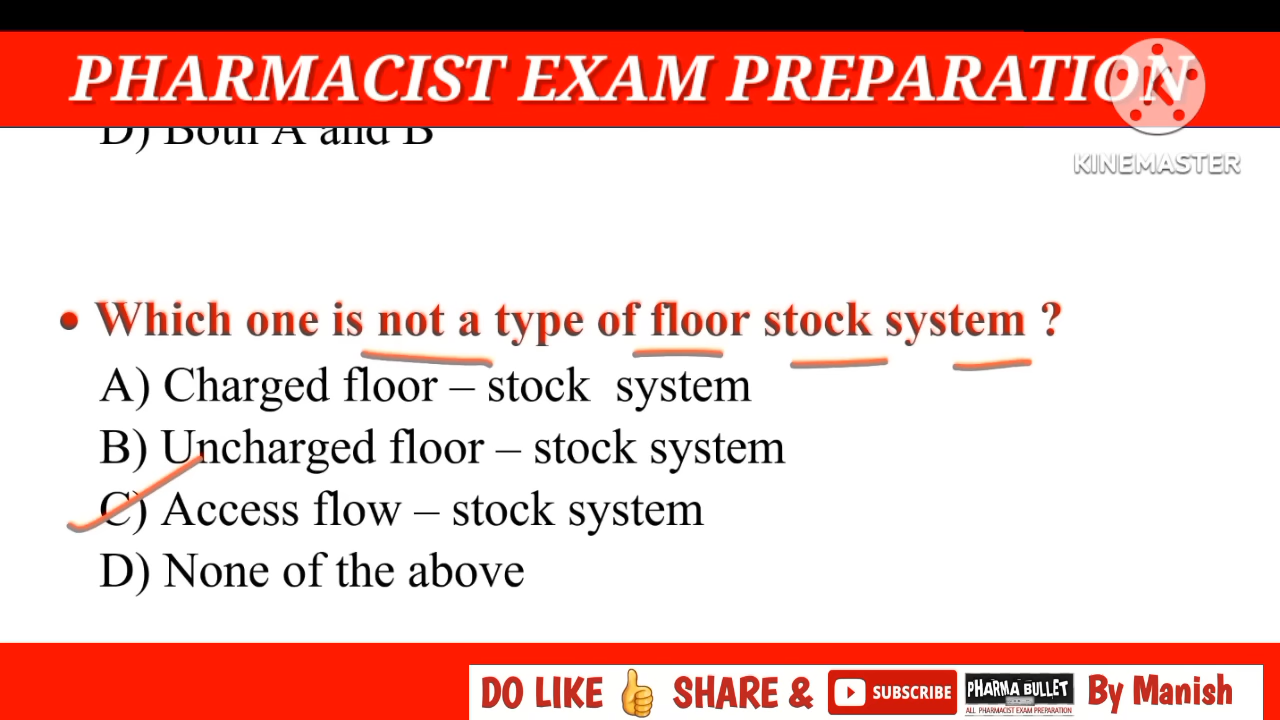 PHARMACIST EXAM PREPARATION
KINEMASTER
D) Both A and B
• Which one is not a type of floor stock system ?
A) Charged floor – stock system
B) Uncharged floor – stock system
C) Access flow – stock system
D) None of the above
DO LIKE SHARE & SUBSCRIBE PHARMA BULLET By Manish
ALL PHARMACIST EXAM PREPARATION